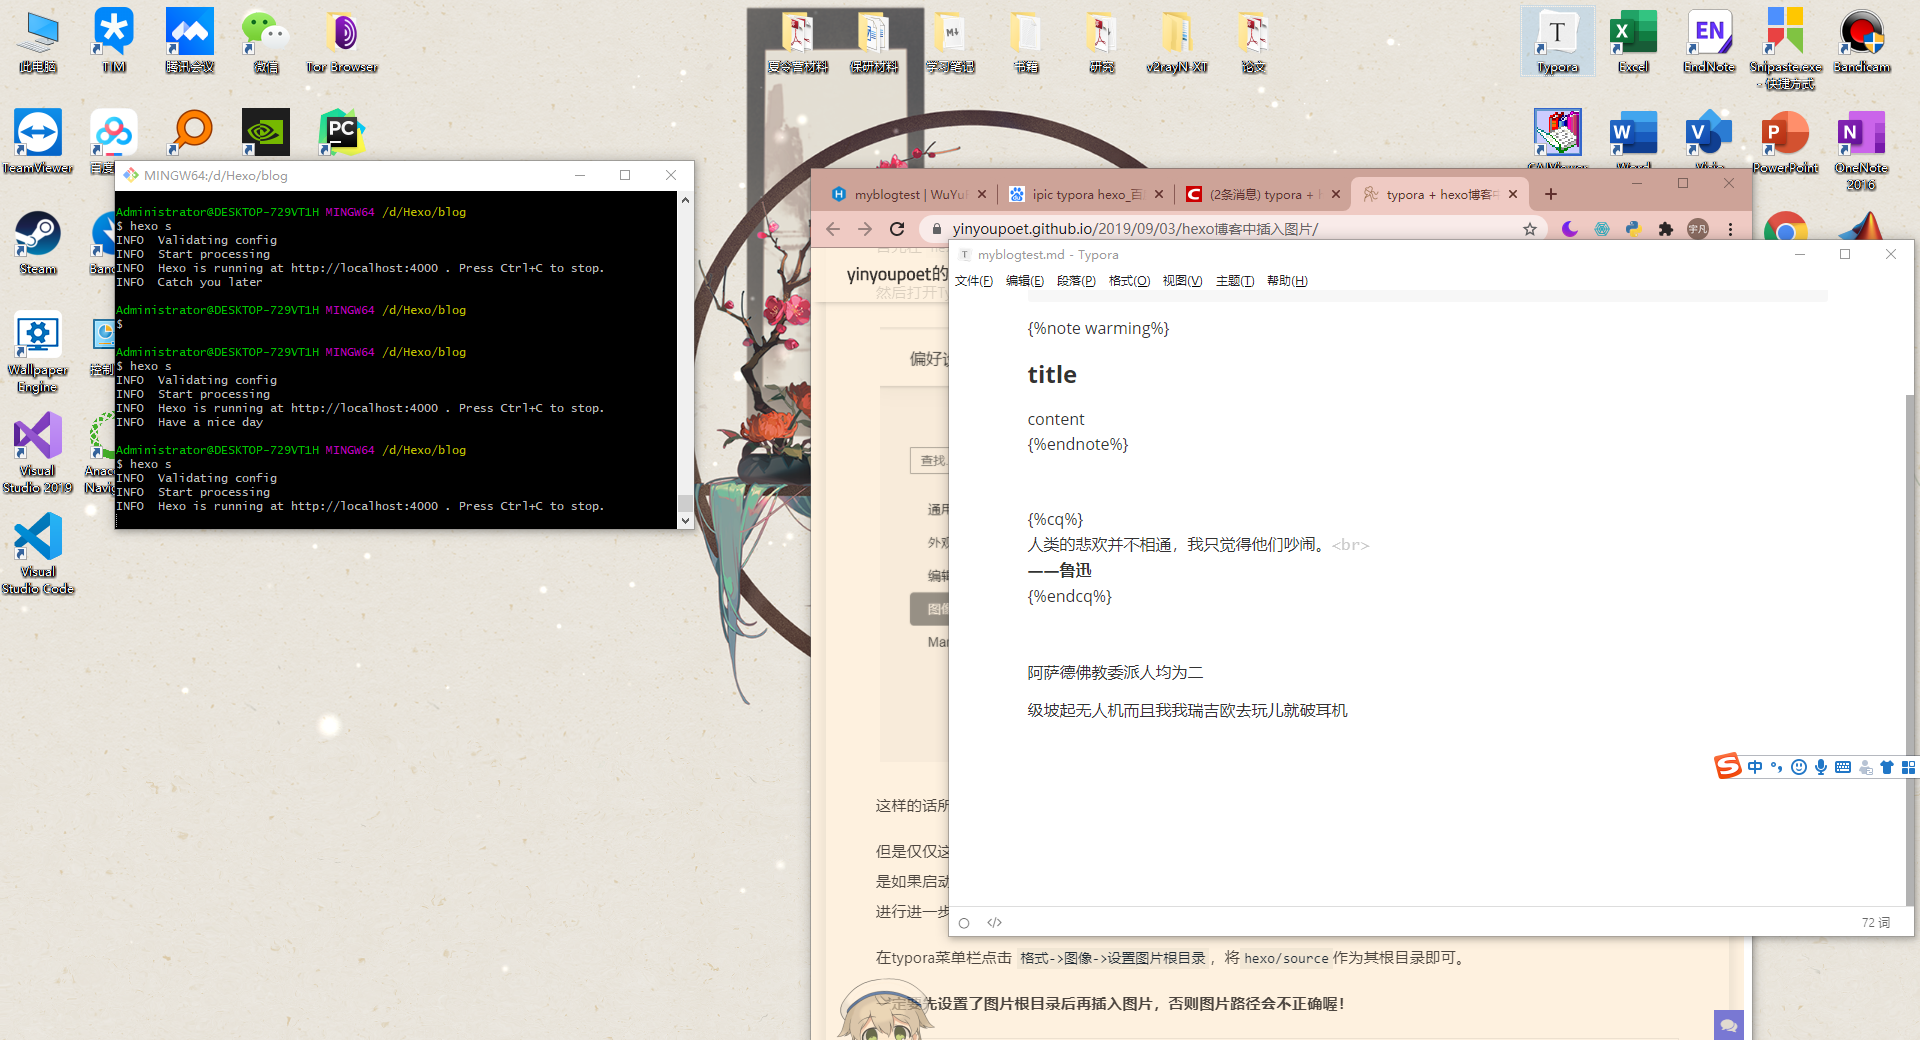 此电脑
TIM
腾讯会议
微信
Tor Browser
夏令营材料
保研材料
学习笔记
书籍
研究
v2rayN-XT
论文
Typora
Excel
EndNote
Snipaste.exe
- 快捷方式
Bandicam
TeamViewer
百度
PowerPoint
OneNote
2016
Steam
Wallpaper
Engine
控制
Visual
Studio 2019
Visual
Studio Code
MINGW64:/d/Hexo/blog
Administrator@DESKTOP-729VT1H MINGW64 /d/Hexo/blog
$ hexo s
INFO  Validating config
INFO  Start processing
INFO  Hexo is running at http://localhost:4000 . Press Ctrl+C to stop.
INFO  Catch you later
Administrator@DESKTOP-729VT1H MINGW64 /d/Hexo/blog
$
Administrator@DESKTOP-729VT1H MINGW64 /d/Hexo/blog
$ hexo s
INFO  Validating config
INFO  Start processing
INFO  Hexo is running at http://localhost:4000 . Press Ctrl+C to stop.
INFO  Have a nice day
Administrator@DESKTOP-729VT1H MINGW64 /d/Hexo/blog
$ hexo s
INFO  Validating config
INFO  Start processing
INFO  Hexo is running at http://localhost:4000 . Press Ctrl+C to stop.
myblogtest | WuYu
ipic typora hexo_百
(2条消息) typora +
typora + hexo博客中
yinyoupoet.github.io/2019/09/03/hexo博客中插入图片/
yinyoupoet的
然后打开Ty
偏好设
查找
通用
外观
编辑
图像
Mar
这样的话所
但是仅仅这
是如果启动
进行进一步
在typora菜单栏点击 格式->图像->设置图片根目录，将 hexo/source 作为其根目录即可。
定要先设置了图片根目录后再插入图片，否则图片路径会不正确喔！
myblogtest.md - Typora
文件(F) 编辑(E) 段落(P) 格式(O) 视图(V) 主题(T) 帮助(H)
{%note warming%}
title
content
{%endnote%}
{%cq%}
人类的悲欢并不相通，我只觉得他们吵闹。<br>
——鲁迅
{%endcq%}
阿萨德佛教委派人均为二
级坡起无人机而且我我瑞吉欧去玩儿就破耳机
72 词
中